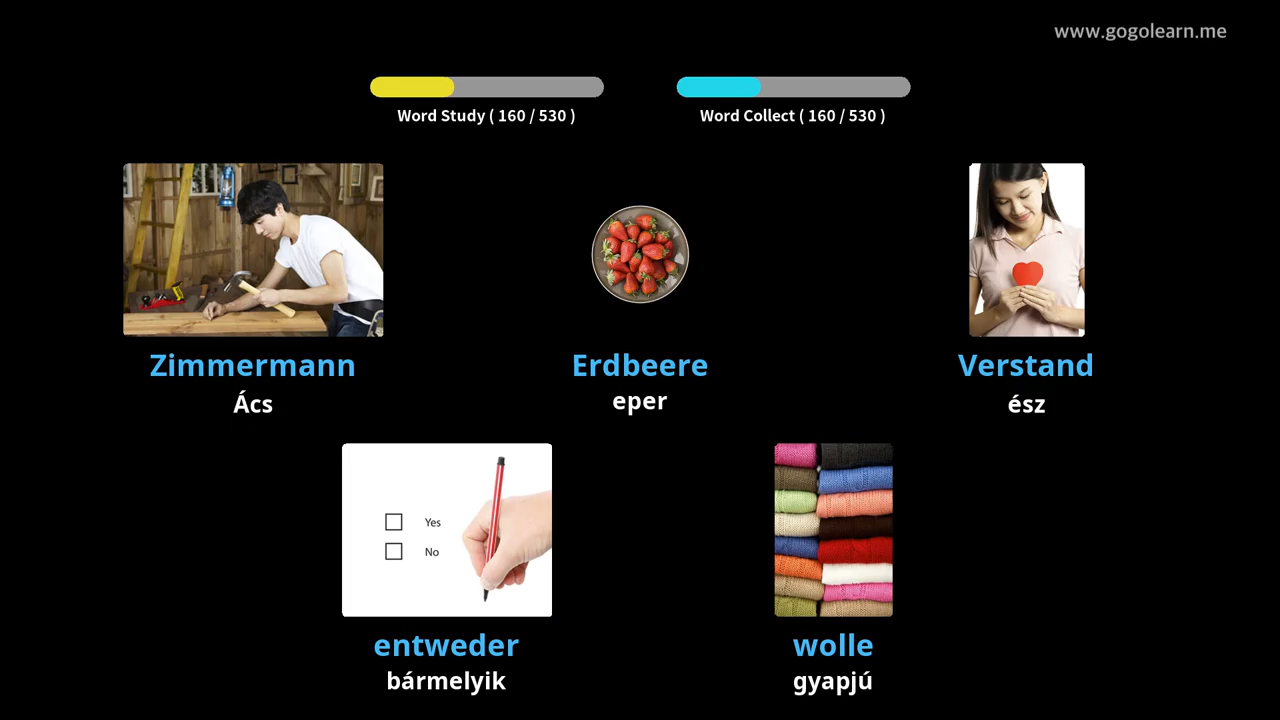 www.gogolearn.me
Word Study ( 160 / 530 )
Word Collect ( 160 / 530 )
Zimmermann
Ács
Erdbeere
eper
Verstand
ész
Yes
No
entweder
bármelyik
wolle
gyapjú